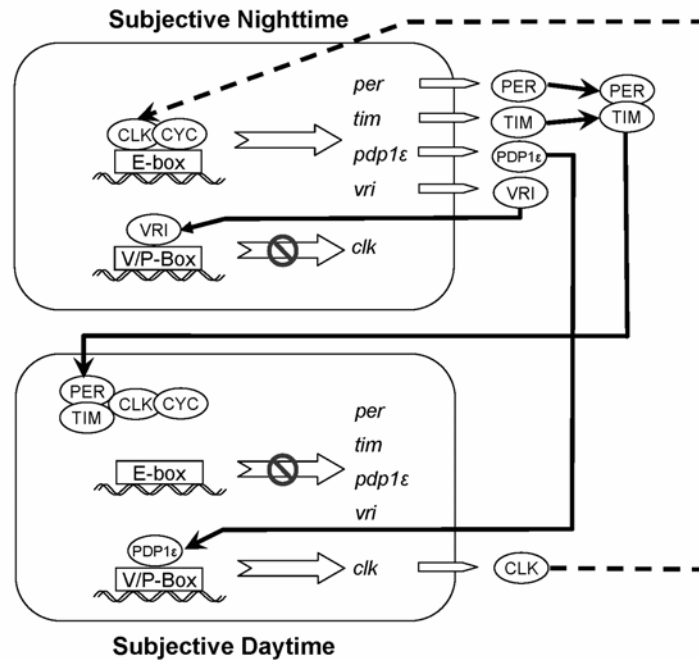 Subjective Nighttime
per PER PER
CLK CYC tim TIM TIM
E-box pdp1ε PDP1ε
vri VRI
VRI
V/P-Box clk
PER
TIM CLK CYC per
tim
E-box pdp1ε
vri
PDP1ε
V/P-Box clk CLK
Subjective Daytime